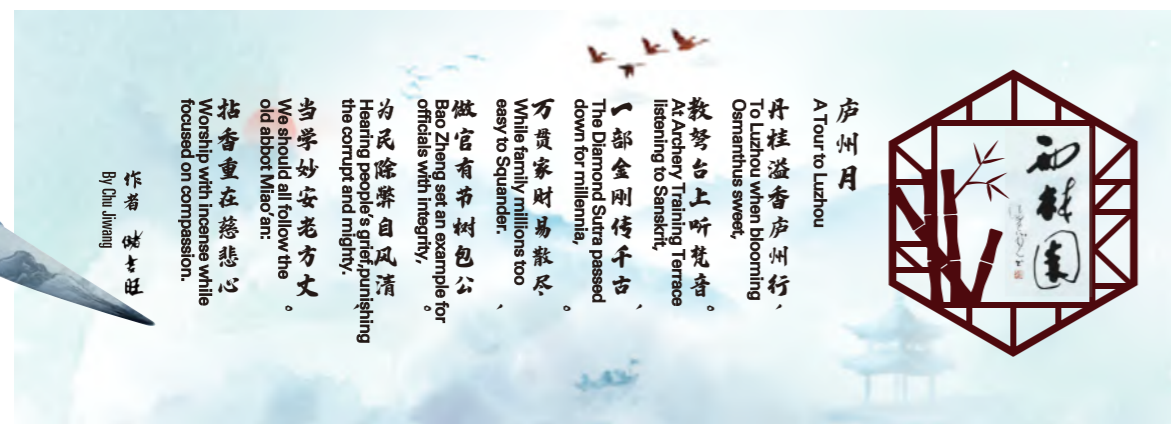 庐州月
A Tour to Luzhou
丹桂溢香庐州行，
To Luzhou when blooming
Osmanthus sweet,
教弩台上听梵音。
At Archery Training Terrace
listening to Sanskrit,
一部金刚传千古，
The Diamond Sutra passed
down for millennia,
万贯家财易散尽。
While family millions too
easy to Squander.
做官有节树包公，
Bao Zheng set an example for
officials with integrity,
为民除弊自风清。
Hearing people's grief,punishing
the corrupt and mighty.
当学妙安老方丈
We should all follow the
old abbot Miao'an:
拈香重在慈悲心。
Worship with incense while
focused on compassion.
作者 储吉旺
By Chu Jiwang